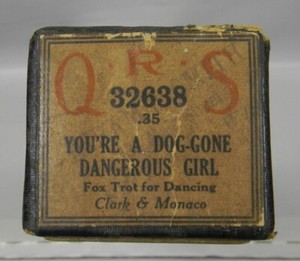 Q·R·S
32638
.35
YOU'RE A DOG-GONE
DANGEROUS GIRL
Fox Trot for Dancing
Clark & Monaco